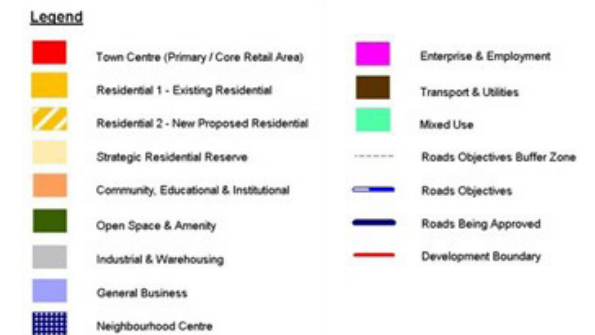 Legend
Town Centre (Primary / Core Retail Area)
Residential 1 - Existing Residential
Residential 2 - New Proposed Residential
Strategic Residential Reserve
Community, Educational & Institutional
Open Space & Amenity
Industrial & Warehousing
General Business
Neighbourhood Centre
Enterprise & Employment
Transport & Utilities
Mixed Use
Roads Objectives Buffer Zone
Roads Objectives
Roads Being Approved
Development Boundary